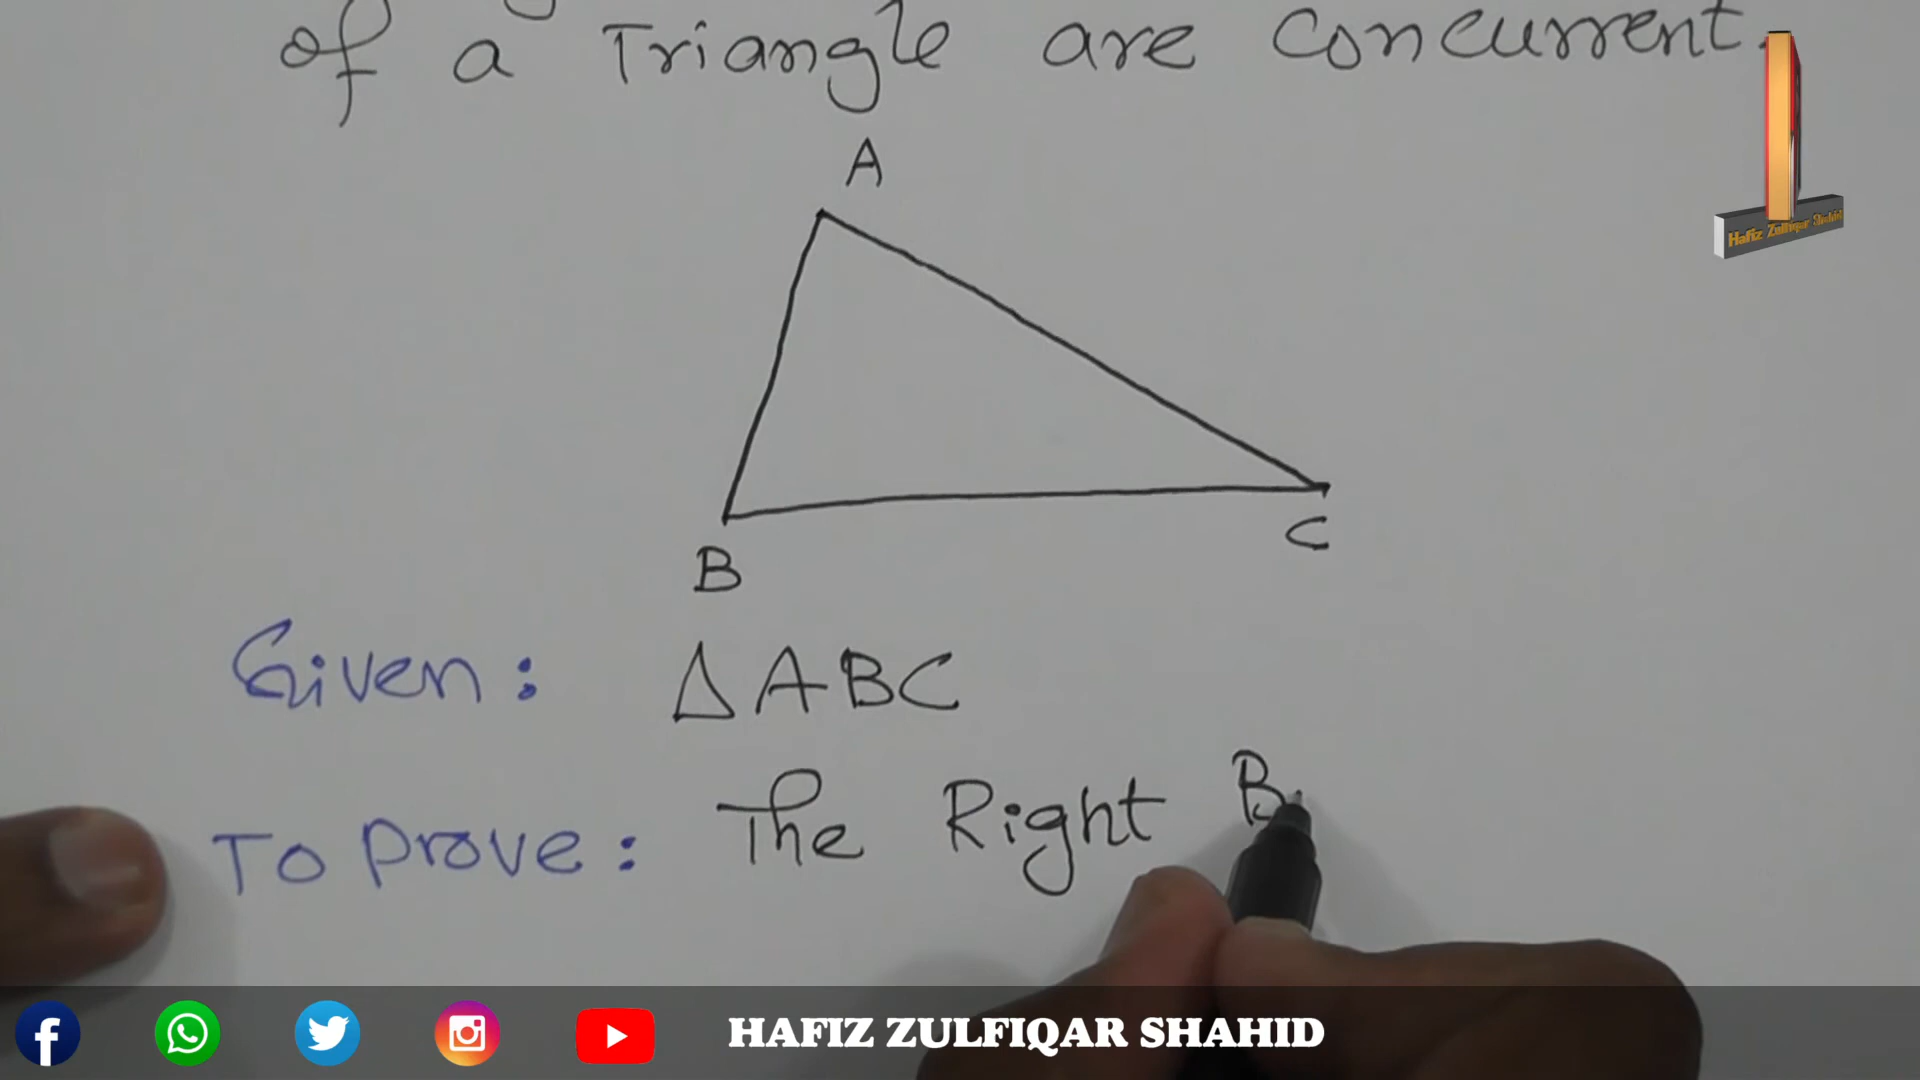 of a Triangle are concurrent.
Hafiz Zulfiqar Shahid
A
B
C
Given: ΔABC
To prove: The Right B
HAFIZ ZULFIQAR SHAHID